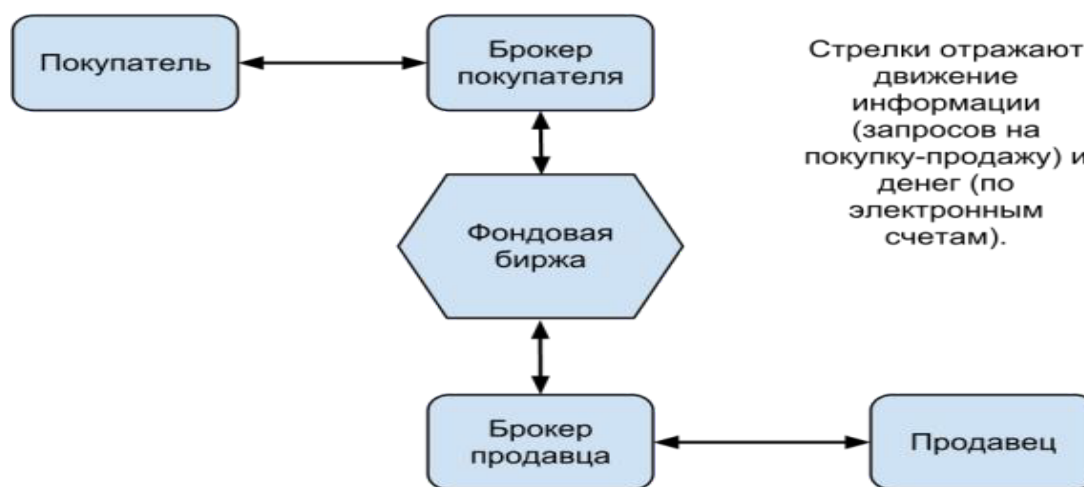 Покупатель
Брокер
покупателя
Стрелки отражают
движение
информации
(запросов на
покупку-продажу) и
денег (по
электронным
счетам).
Фондовая
биржа
Брокер
продавца
Продавец